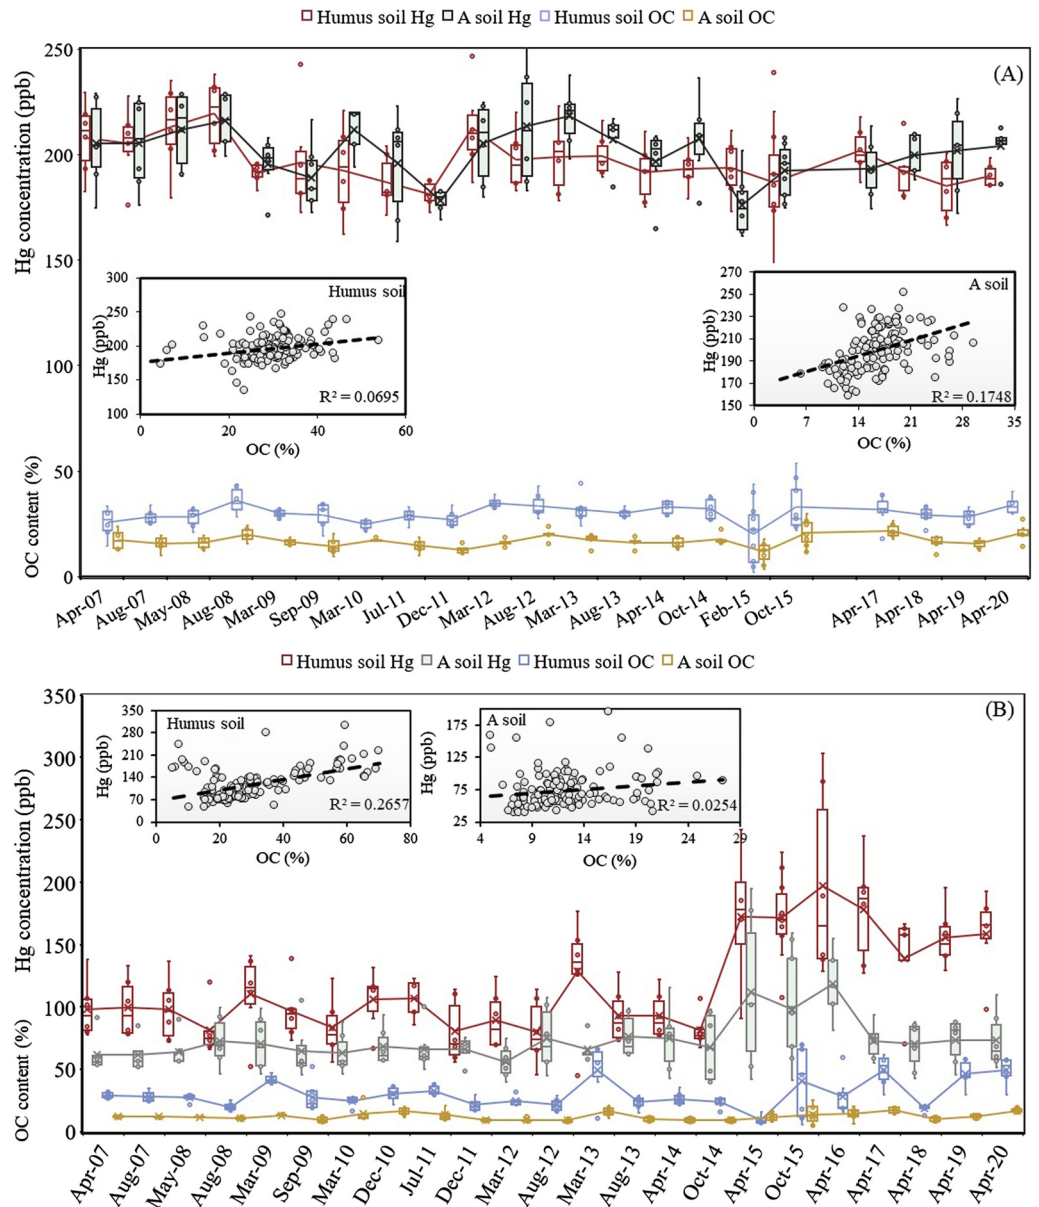 Humus soil Hg A soil Hg Humus soil OC A soil OC
(A)
Hg concentration (ppb)
OC content (%)
250
200
150
100
50
0
Humus soil
Hg (ppb)
300
250
200
150
100
R² = 0.0695
0 20 40 60
OC (%)
A soil
Hg (ppb)
270
250
230
210
190
170
150
R² = 0.1748
0 7 14 21 28 35
OC (%)
Apr-07 Aug-07 May-08 Aug-08 Mar-09 Sep-09 Mar-10 Jul-11 Dec-11 Mar-12 Aug-12 Mar-13 Aug-13 Apr-14 Oct-14 Feb-15 Oct-15 Apr-17 Apr-18 Apr-19 Apr-20
Humus soil Hg A soil Hg Humus soil OC A soil OC
(B)
Hg concentration (ppb)
OC content (%)
350
300
250
200
150
100
50
0
Humus soil
Hg (ppb)
350
280
210
140
70
0
R² = 0.2657
0 20 40 60 80
OC (%)
A soil
Hg (ppb)
175
125
75
25
R² = 0.0254
4 9 14 19 24 29
OC (%)
Apr-07 Aug-07 May-08 Aug-08 Mar-09 Sep-09 Mar-10 Jul-11 Dec-11 Mar-12 Aug-12 Mar-13 Aug-13 Apr-14 Oct-14 Apr-15 Oct-15 Apr-16 Apr-17 Apr-18 Apr-19 Apr-20